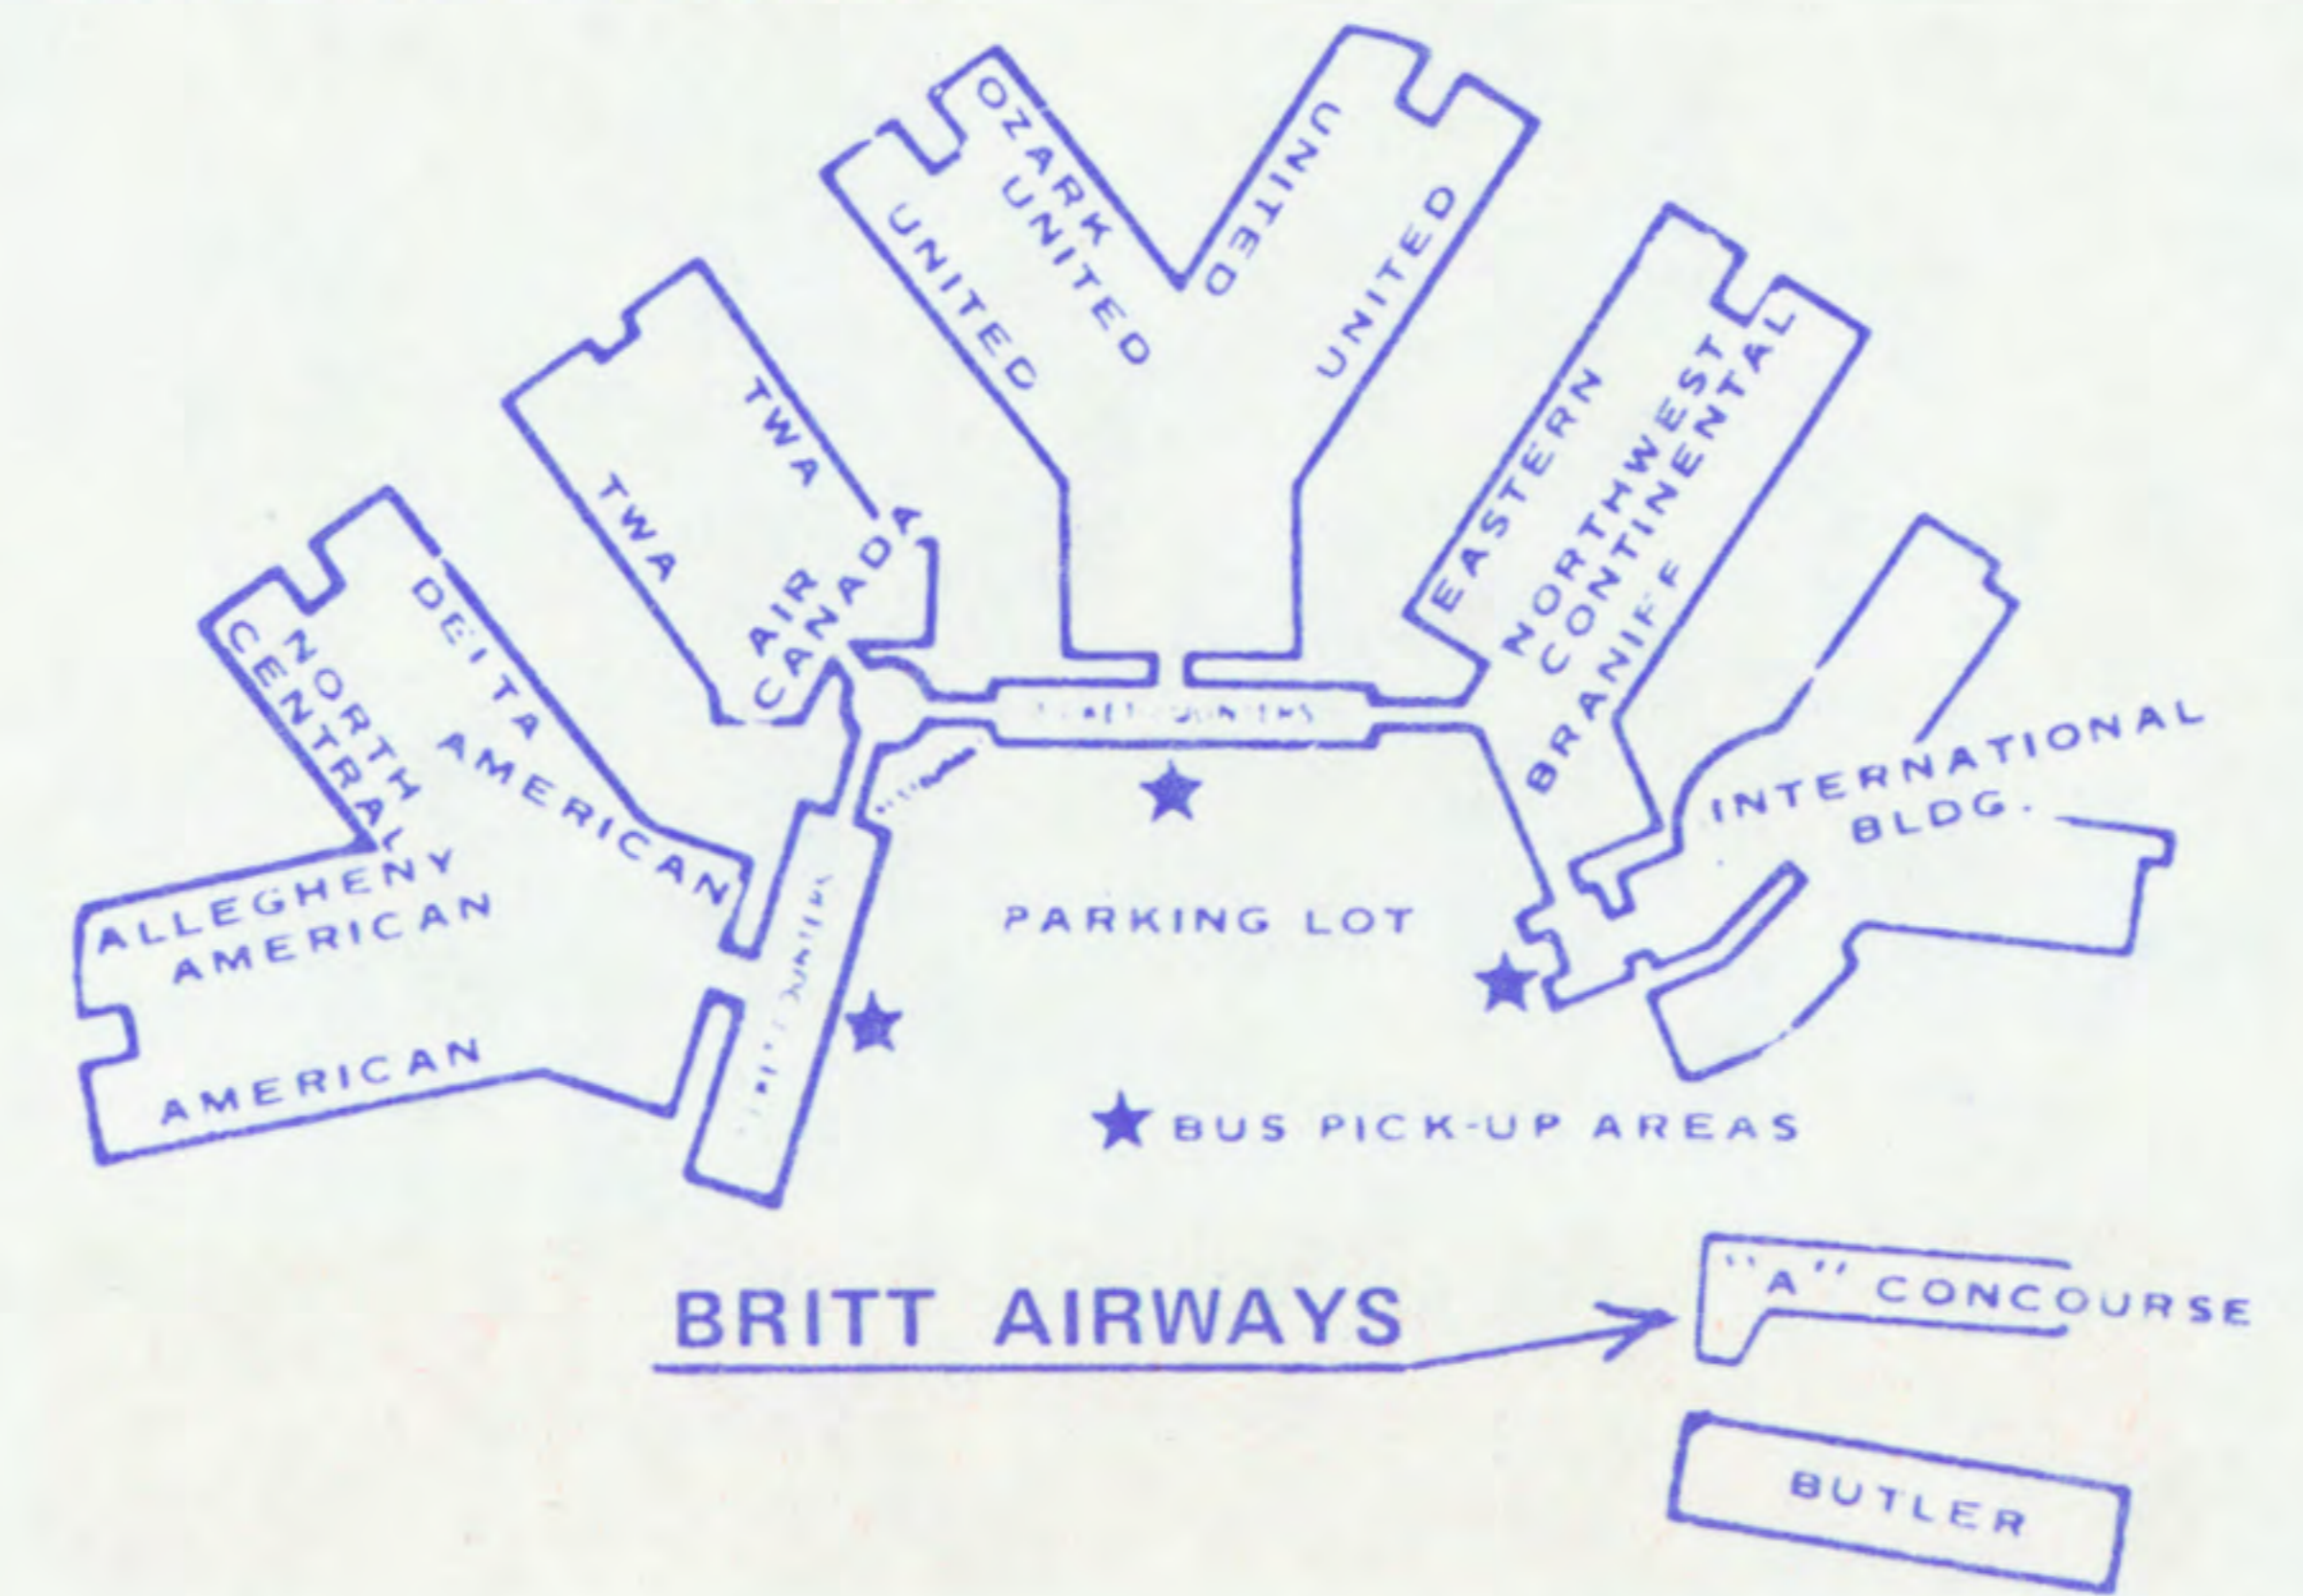 OZARK
UNITED
UNITED
UNITED
UNITED
TWA
TWA
AIR
CANADA
EASTERN
NORTHWEST
CONTINENTAL
BRANIFF
DELTA
NORTH
CENTRAL
AMERICAN
ALLEGHENY
AMERICAN
AMERICAN
INTERNATIONAL
BLDG.
PARKING LOT
BUS PICK-UP AREAS
BRITT AIRWAYS
"A" CONCOURSE
BUTLER